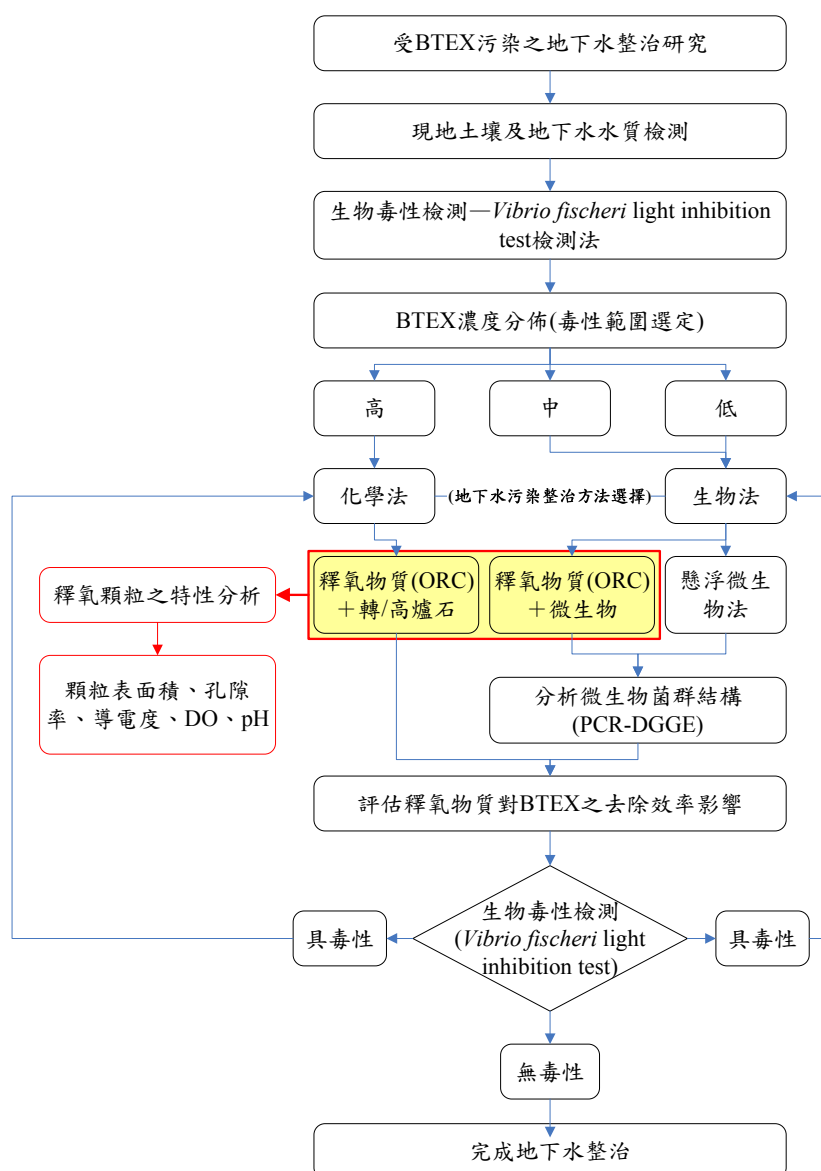 受BTEX污染之地下水整治研究
現地土壤及地下水水質檢測
生物毒性檢測—Vibrio fischeri light inhibition
test檢測法
BTEX濃度分佈(毒性範圍選定)
高
中
低
化學法
(地下水污染整治方法選擇)
生物法
釋氧顆粒之特性分析
釋氧物質(ORC)
＋轉/高爐石
釋氧物質(ORC)
＋微生物
懸浮微生
物法
顆粒表面積、孔隙
率、導電度、DO、pH
分析微生物菌群結構
(PCR-DGGE)
評估釋氧物質對BTEX之去除效率影響
具毒性
生物毒性檢測
(Vibrio fischeri light
inhibition test)
具毒性
無毒性
完成地下水整治